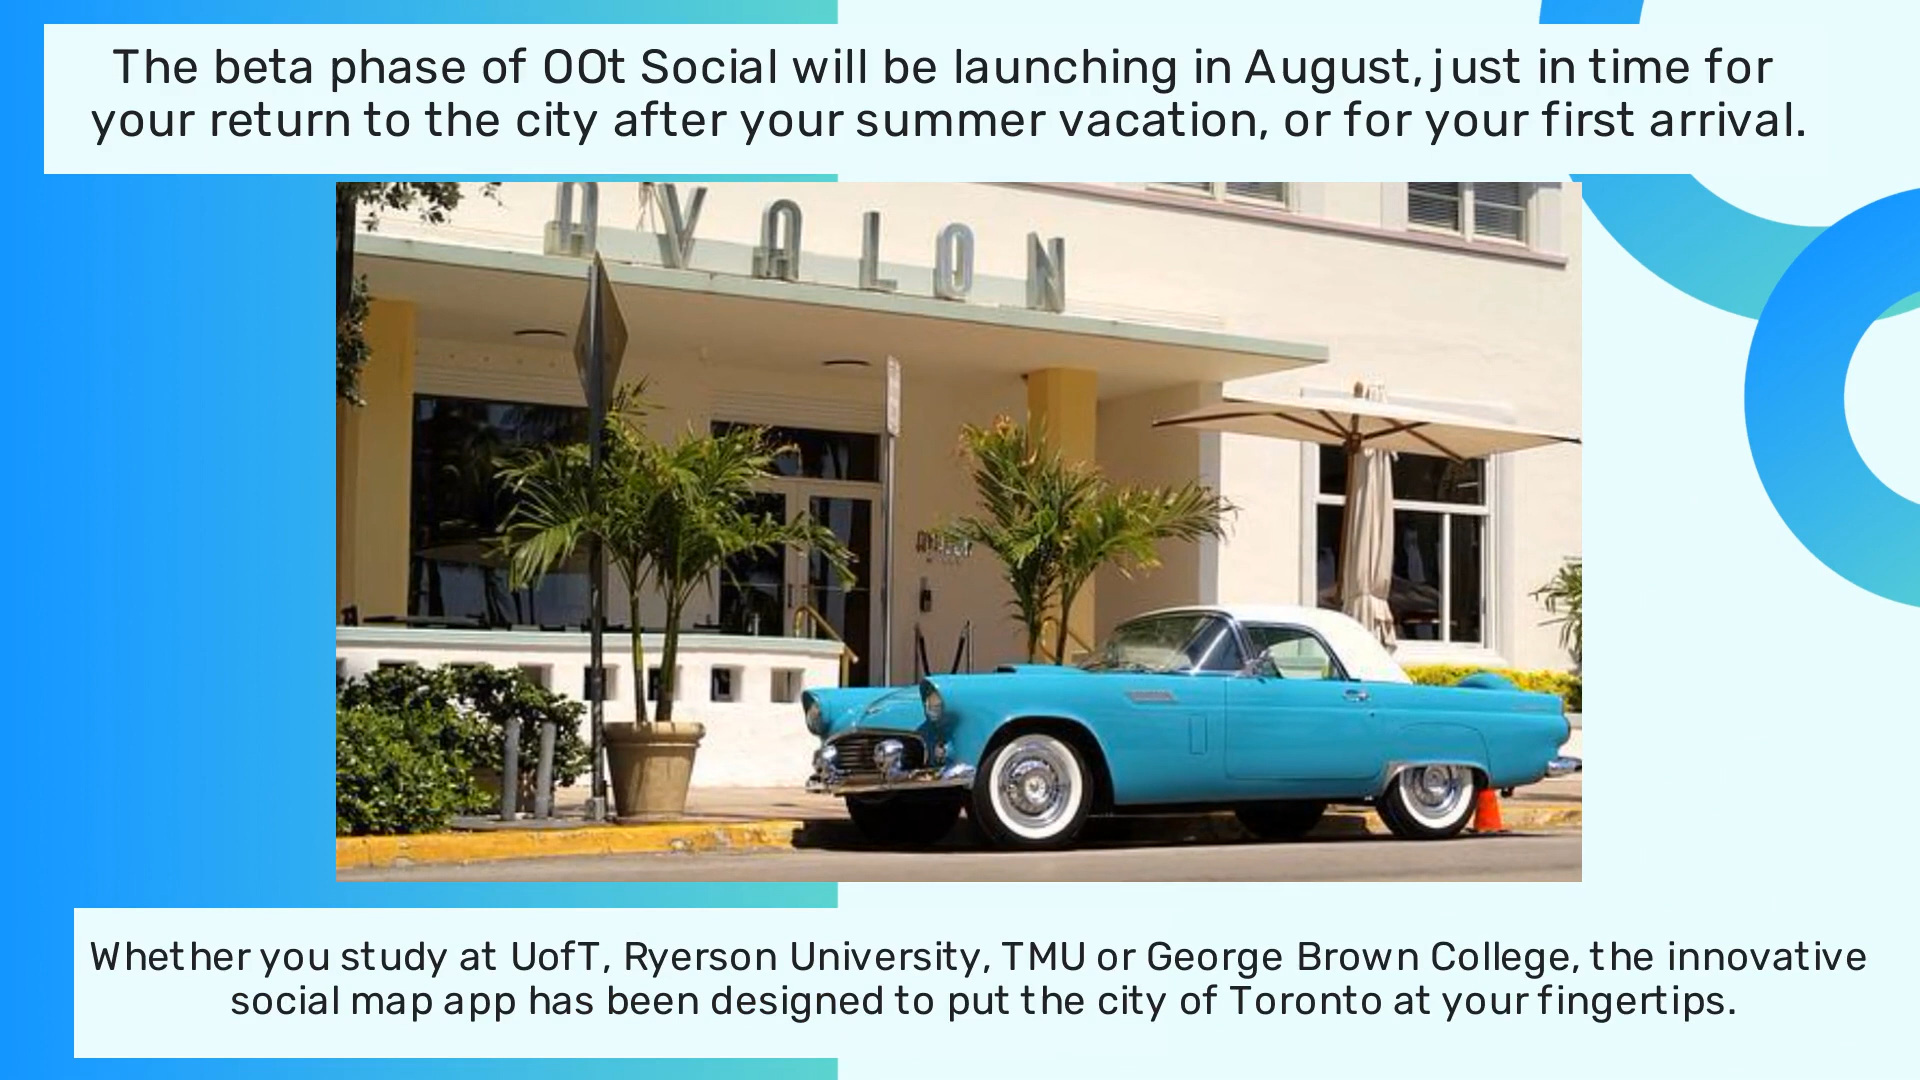 The beta phase of OOt Social will be launching in August, just in time for
your return to the city after your summer vacation, or for your first arrival.
AVALON
Whether you study at UofT, Ryerson University, TMU or George Brown College, the innovative
social map app has been designed to put the city of Toronto at your fingertips.